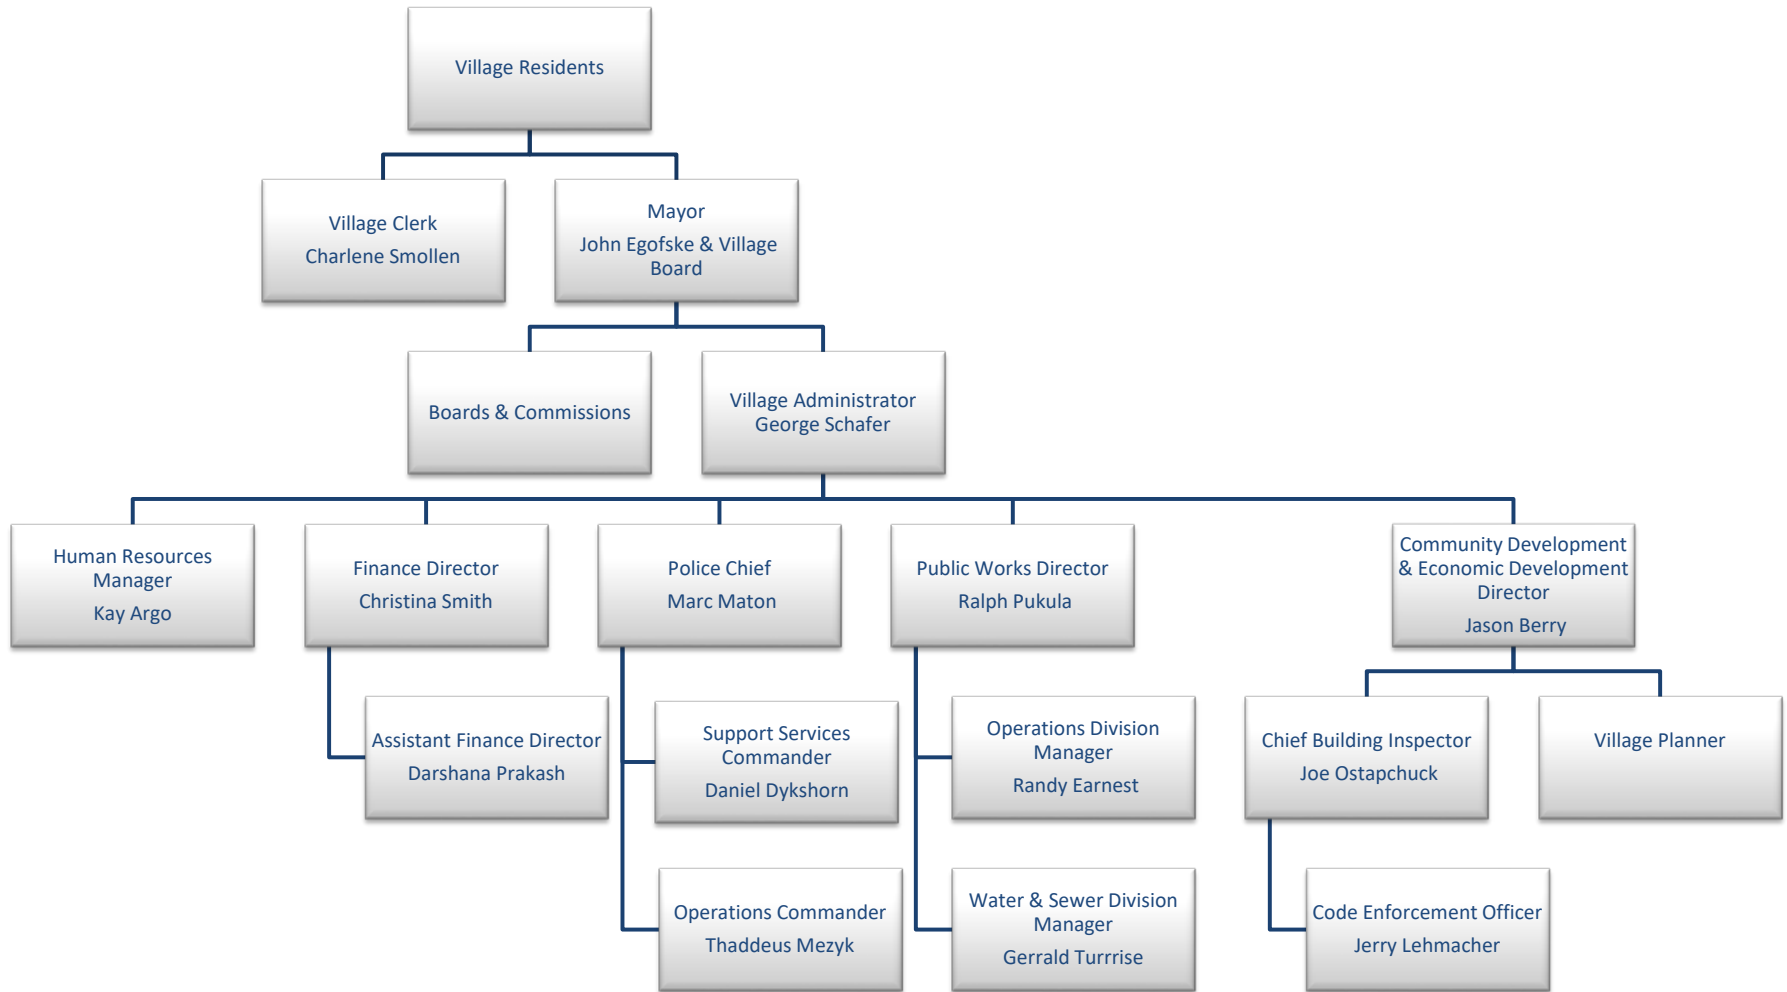 Village Residents
Village Clerk
Charlene Smollen
Mayor
John Egofske & Village
Board
Boards & Commissions
Village Administrator
George Schafer
Human Resources
Manager
Kay Argo
Finance Director
Christina Smith
Police Chief
Marc Maton
Public Works Director
Ralph Pukula
Community Development
& Economic Development
Director
Jason Berry
Assistant Finance Director
Darshana Prakash
Support Services
Commander
Daniel Dykshorn
Operations Division
Manager
Randy Earnest
Chief Building Inspector
Joe Ostapchuck
Village Planner
Operations Commander
Thaddeus Mezyk
Water & Sewer Division
Manager
Gerrald Turrrise
Code Enforcement Officer
Jerry Lehmacher